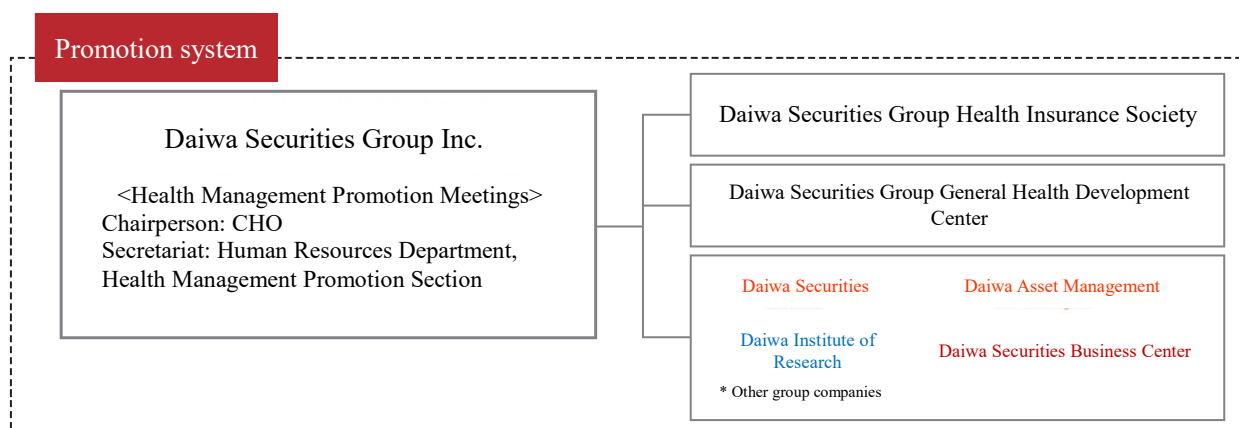 Promotion system
Daiwa Securities Group Inc.
<Health Management Promotion Meetings>
Chairperson: CHO
Secretariat: Human Resources Department,
Health Management Promotion Section
Daiwa Securities Group Health Insurance Society
Daiwa Securities Group General Health Development
Center
Daiwa Securities
Daiwa Asset Management
Daiwa Institute of
Research
Daiwa Securities Business Center
* Other group companies